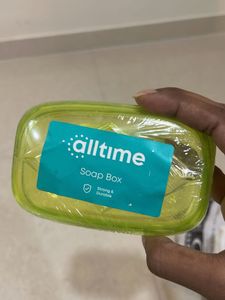 alltime
Soap Box
Strong &
Durable